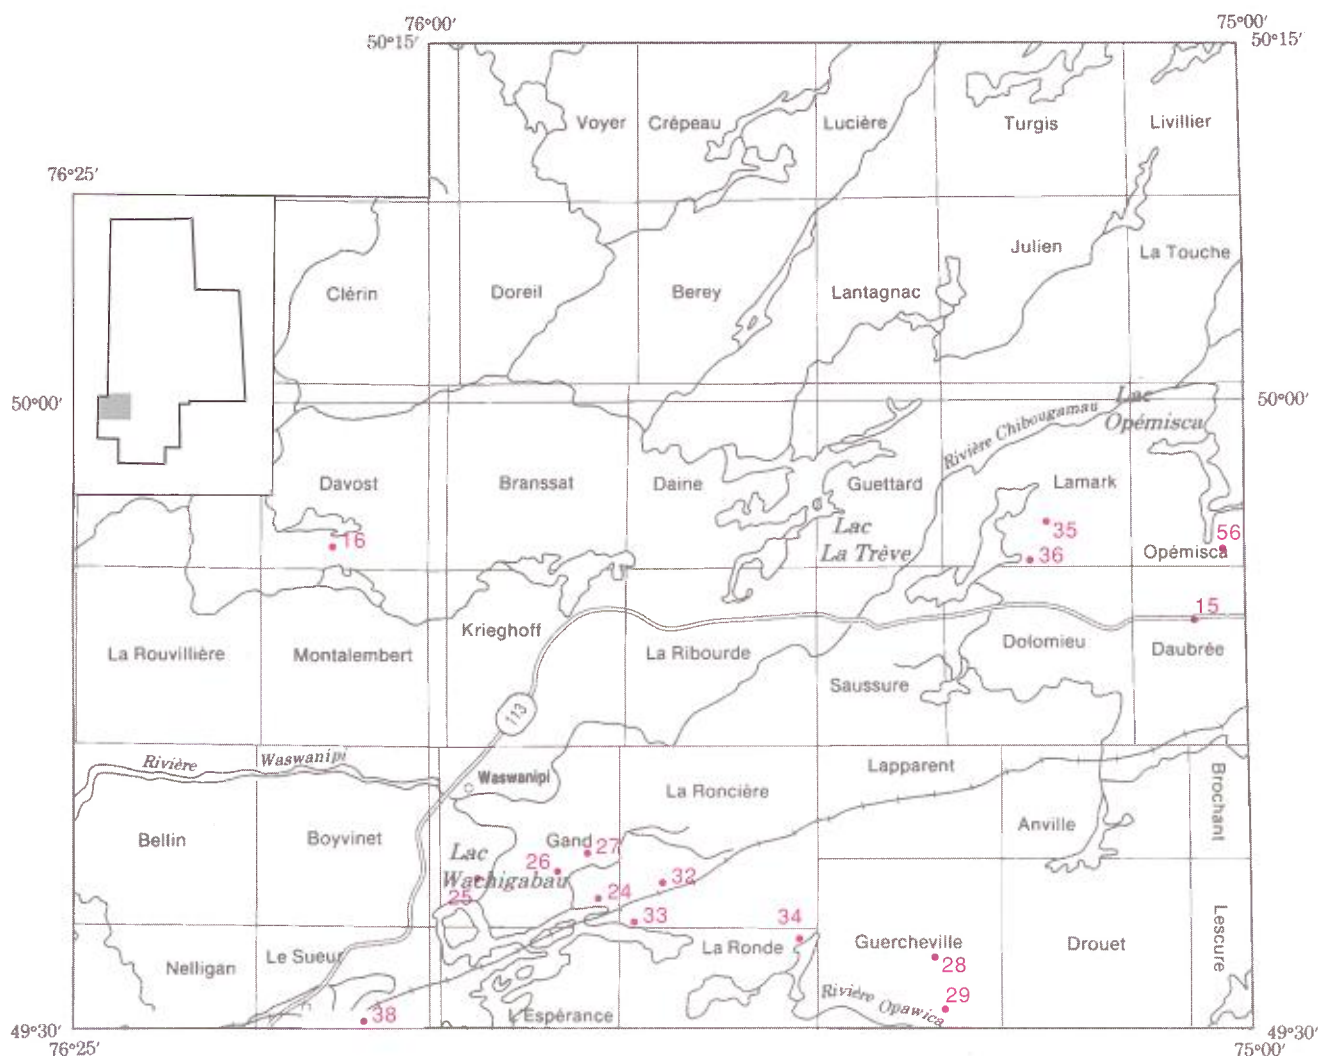 76°00'
75°00'
50°15'
50°15'
Voyer
Crépeau
Lucière
Turgis
Livillier
76°25'
Julien
La Touche
Clérin
Doreil
Berey
Lantagnac
50°00'
50°00'
Lac
Opémisca
Rivière Chibougamau
Davost
Branssat
Daine
Guettard
Lamark
Lac
La Trève
16
35
36
56
Opémisca
15
Krieghoff
La Rouvillière
Montalembert
La Ribourde
Dolomieu
Daubrée
Saussure
113
Rivière
Waswanipi
Waswanipi
La Roncière
Lapparent
Brochant
Bellin
Boyvinet
Gand
27
Anville
Lac
Wachigabau
26
25
24
32
33
34
La Ronde
Guercheville
28
Drouet
Lescure
Nelligan
Le Sueur
Rivière Opawica
29
38
L'Espérance
49°30'
49°30'
76°25'
75°00'